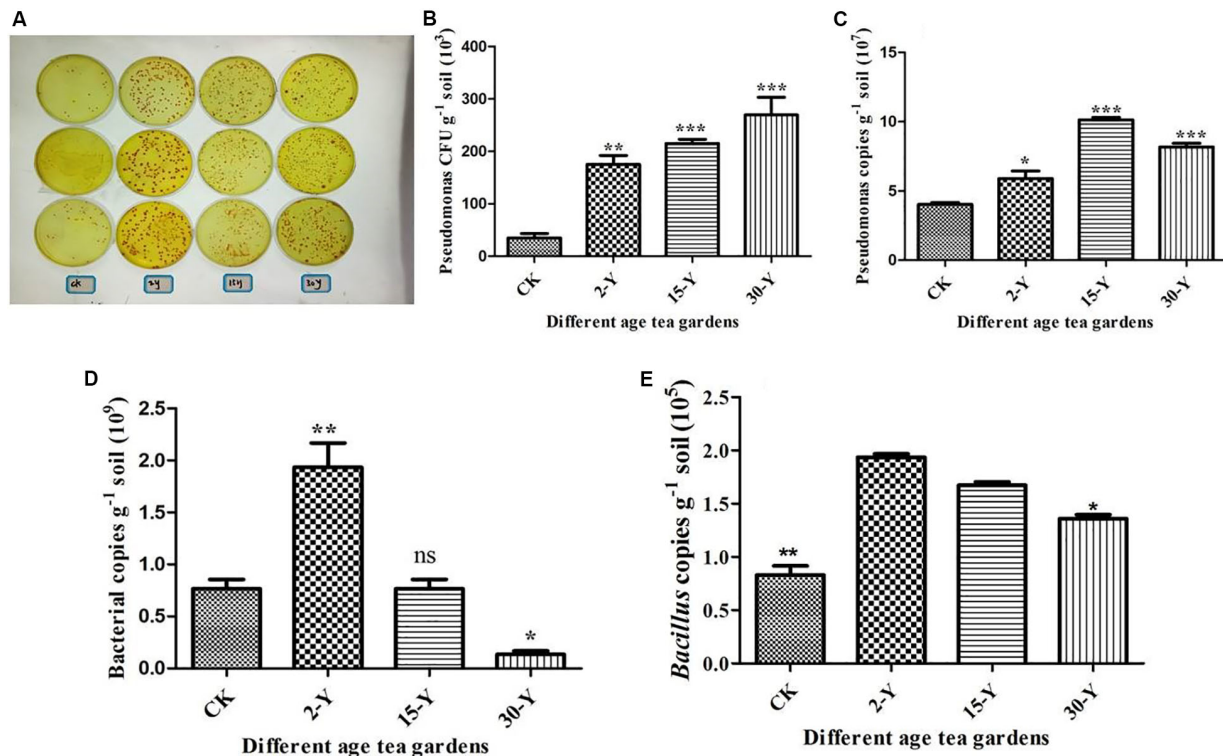 A
CK
2Y
15Y
30Y
B
Pseudomonas CFU g⁻¹ soil (10³)
400
300
200
100
0
**
***
***
CK
2-Y
15-Y
30-Y
Different age tea gardens
C
Pseudomonas copies g⁻¹ soil (10⁷)
15
10
5
0
*
***
***
CK
2-Y
15-Y
30-Y
Different age tea gardens
D
Bacterial copies g⁻¹ soil (10⁹)
2.5
2.0
1.5
1.0
0.5
0.0
**
ns
*
CK
2-Y
15-Y
30-Y
Different age tea gardens
E
Bacillus copies g⁻¹ soil (10⁵)
2.5
2.0
1.5
1.0
0.5
0.0
**
*
CK
2-Y
15-Y
30-Y
Different age tea gardens